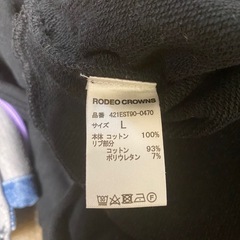 RODEO CROWNS
品番 421EST90-0470
サイズ L
本体 コットン 100%
リブ部分
コットン 93%
ポリウレタン 7%